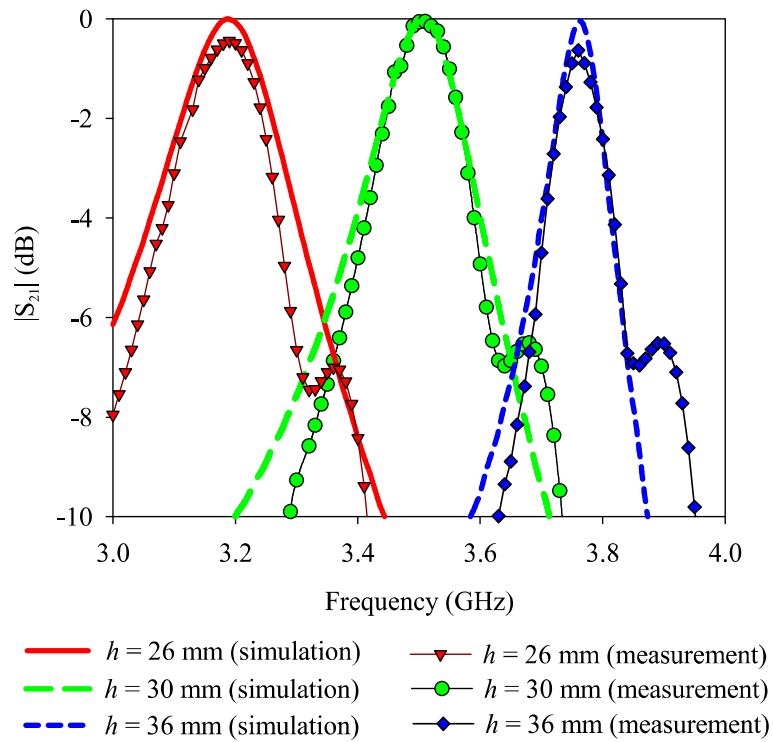 0
-2
-4
-6
-8
-10
|S21| (dB)
3.0 3.2 3.4 3.6 3.8 4.0
Frequency (GHz)
h = 26 mm (simulation) h = 26 mm (measurement)
h = 30 mm (simulation) h = 30 mm (measurement)
h = 36 mm (simulation) h = 36 mm (measurement)